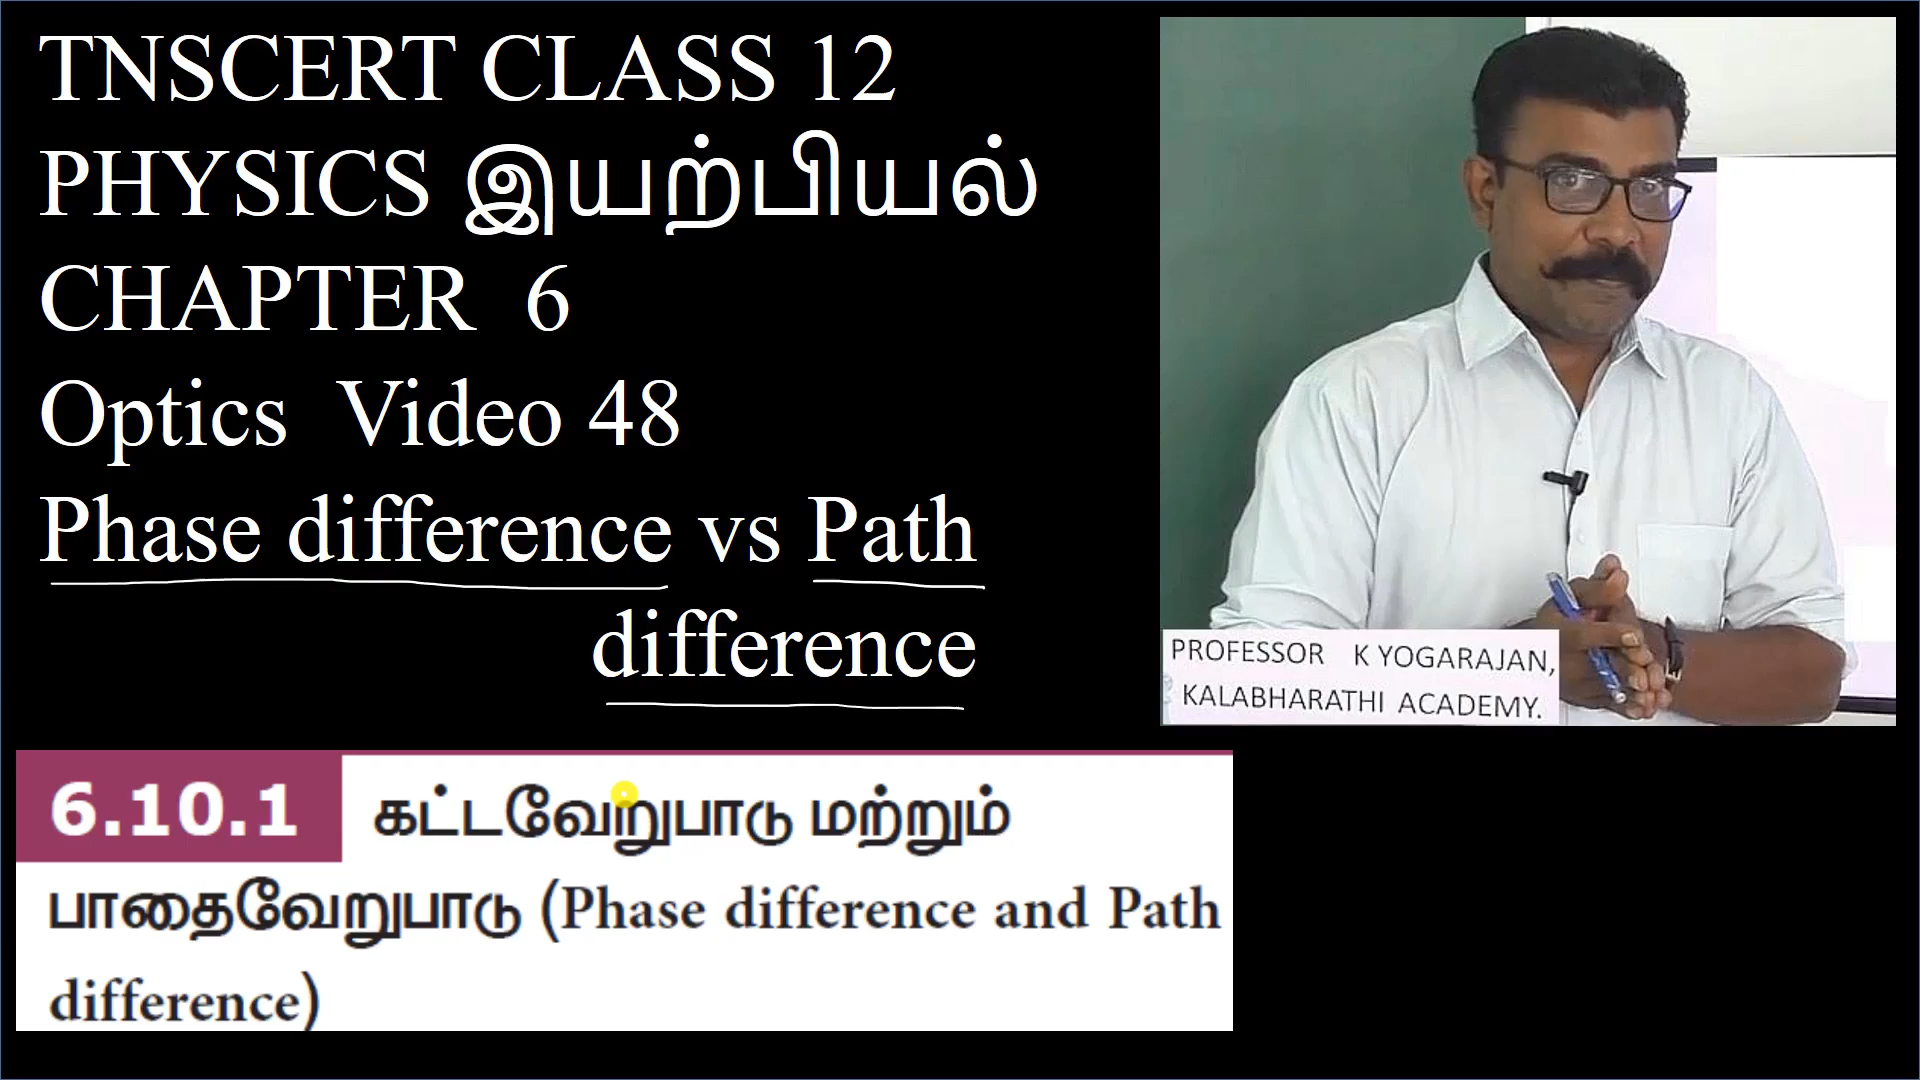 TNSCERT CLASS 12
PHYSICS இயற்பியல்
CHAPTER 6
Optics Video 48
Phase difference vs Path
difference
PROFESSOR K YOGARAJAN,
KALABHARATHI ACADEMY.
6.10.1 கட்டவேறுபாடு மற்றும்
பாதைவேறுபாடு (Phase difference and Path
difference)